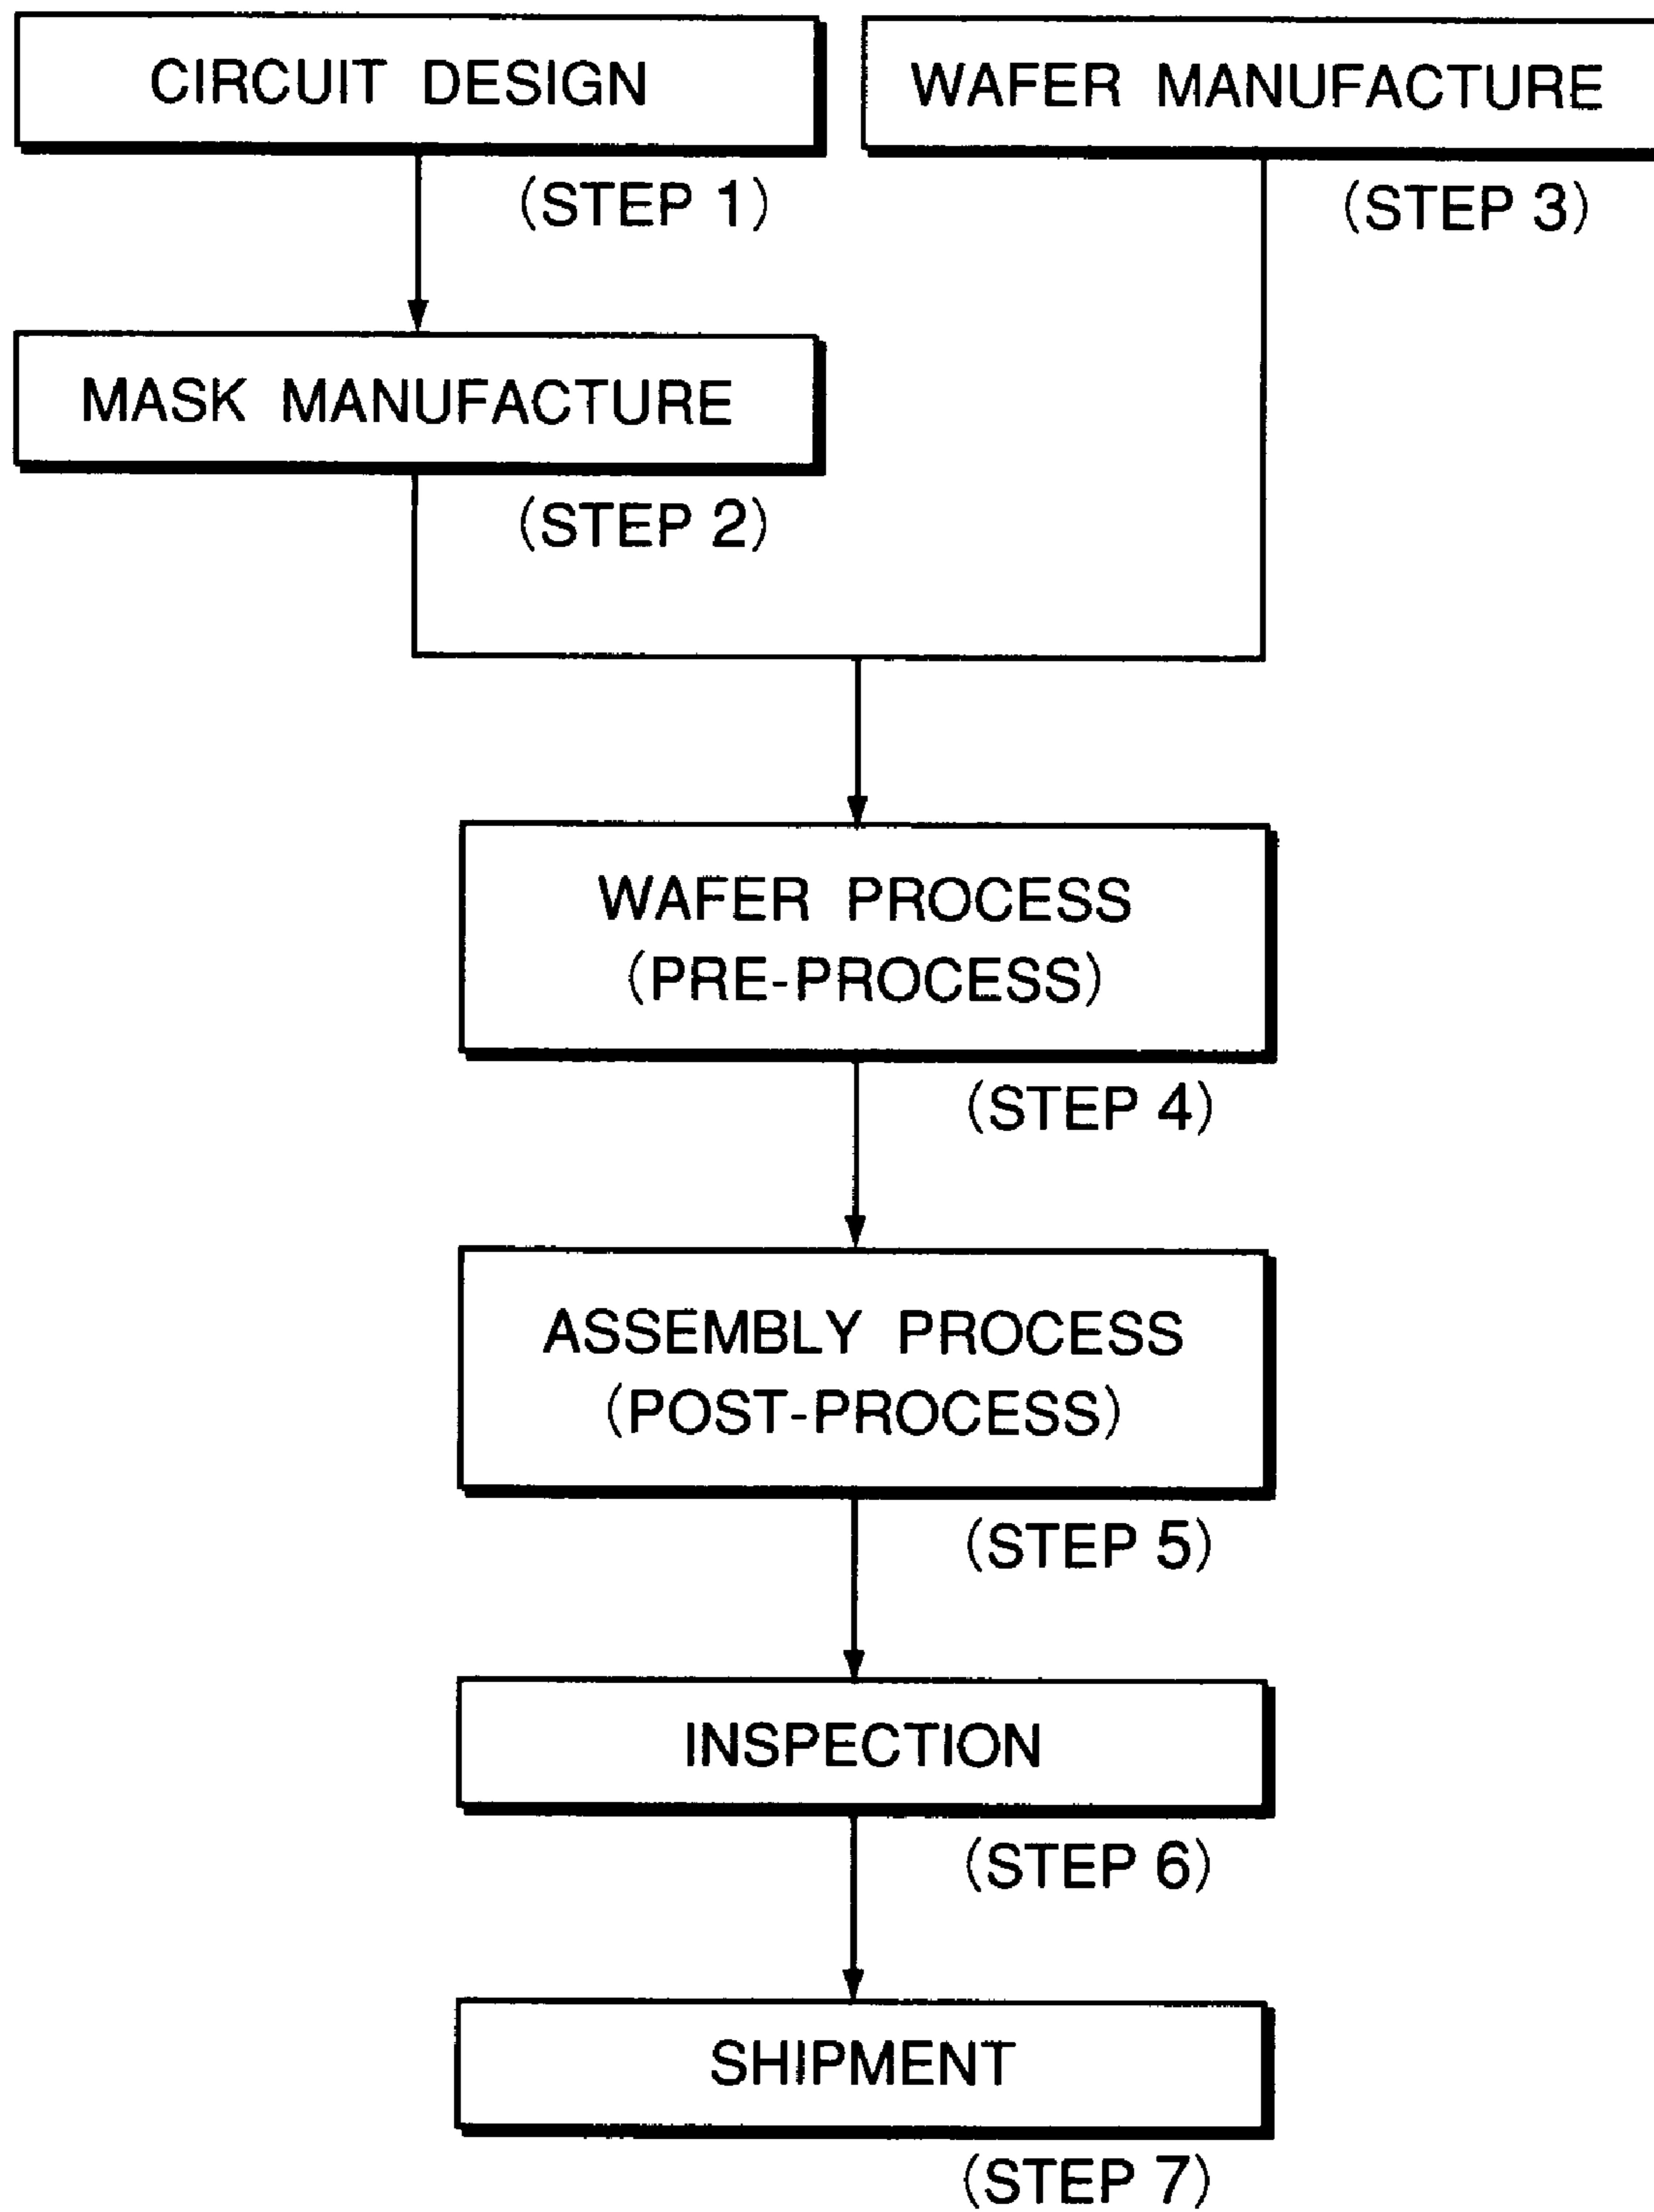 CIRCUIT DESIGN
(STEP 1)
WAFER MANUFACTURE
(STEP 3)
MASK MANUFACTURE
(STEP 2)
WAFER PROCESS
(PRE-PROCESS)
(STEP 4)
ASSEMBLY PROCESS
(POST-PROCESS)
(STEP 5)
INSPECTION
(STEP 6)
SHIPMENT
(STEP 7)